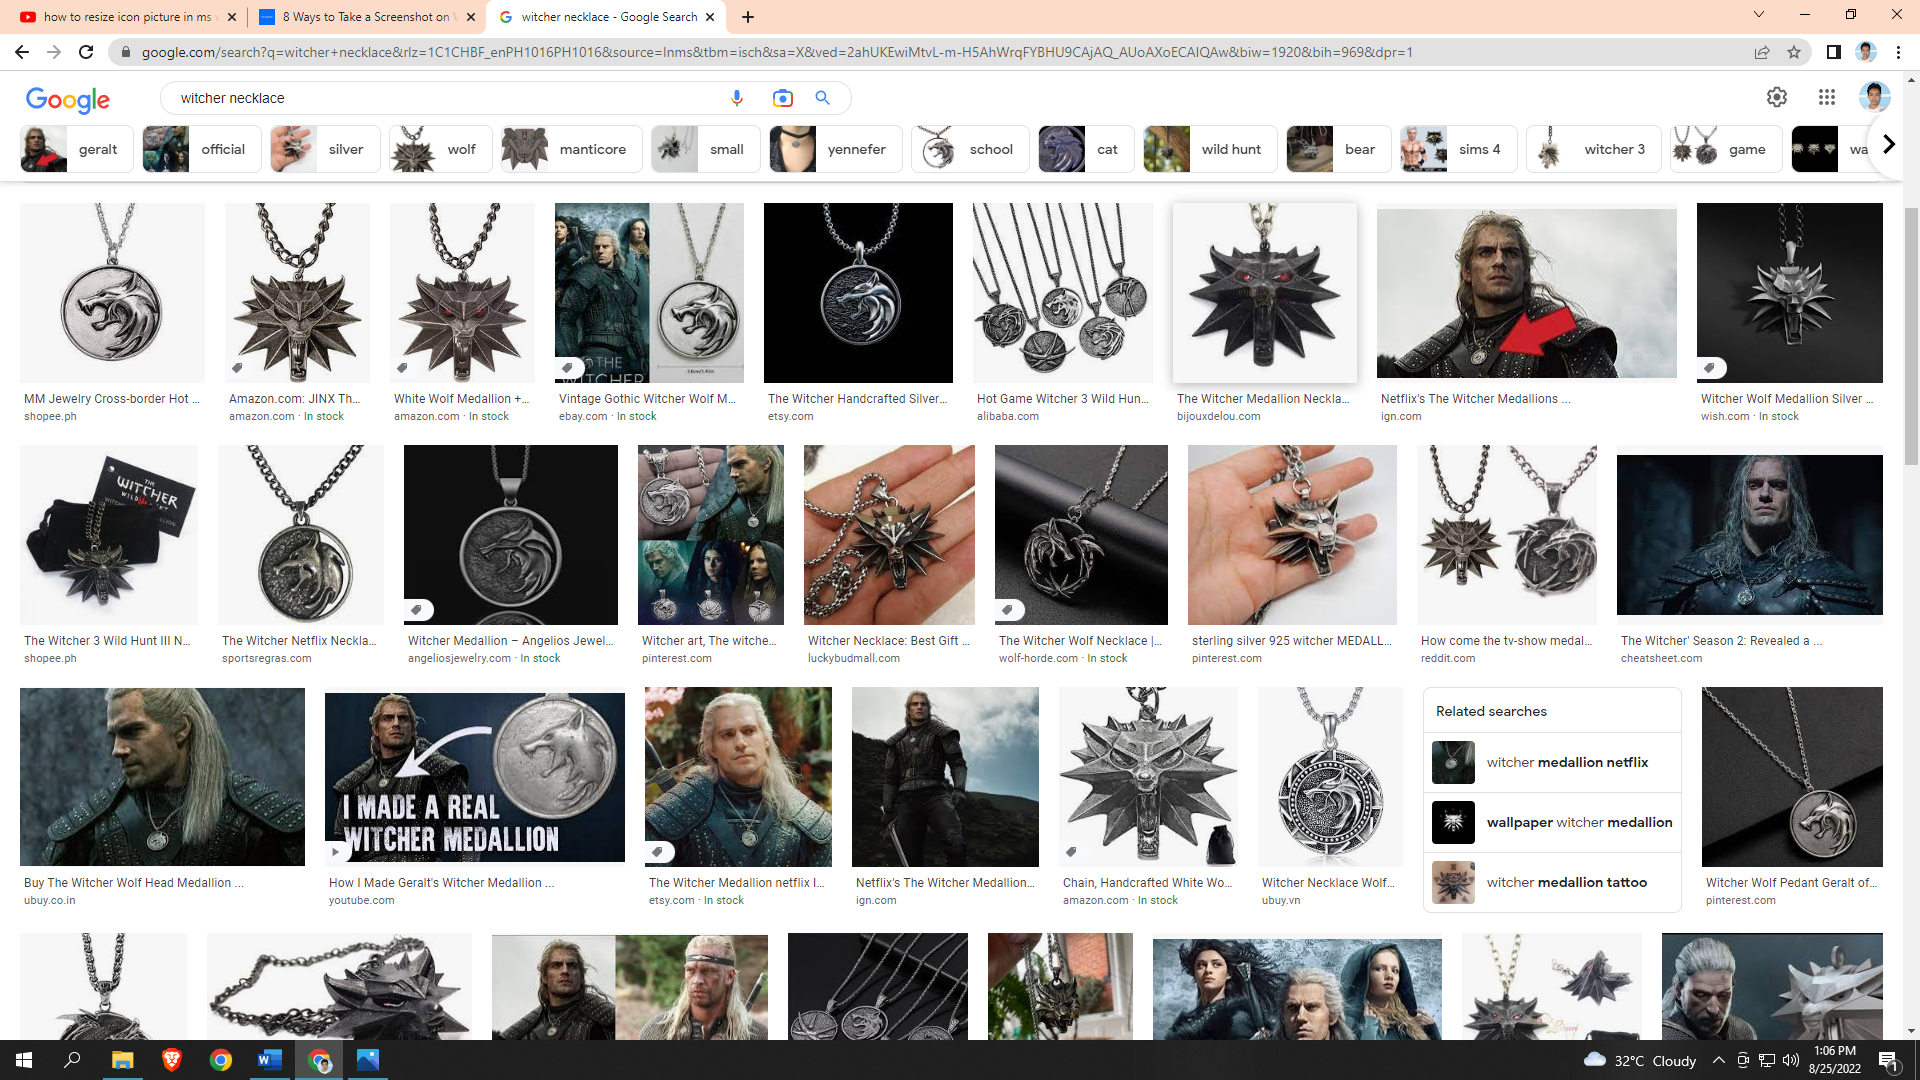 how to resize icon picture in ms w
8 Ways to Take a Screenshot on W
witcher necklace - Google Search
google.com/search?q=witcher+necklace&rlz=1C1CHBF_enPH1016PH1016&source=lnms&tbm=isch&sa=X&ved=2ahUKEwiMtvL-m-H5AhWrqFYBHU9CAjAQ_AUoAXoECAIQAw&biw=1920&bih=969&dpr=1
Google
witcher necklace
geralt
official
silver
wolf
manticore
small
yennefer
school
cat
wild hunt
bear
sims 4
witcher 3
game
wa
THE
WITCHER
MM Jewelry Cross-border Hot ...
shopee.ph
Amazon.com: JINX Th...
amazon.com · In stock
White Wolf Medallion +...
amazon.com · In stock
Vintage Gothic Witcher Wolf M...
ebay.com · In stock
The Witcher Handcrafted Silver...
etsy.com
Hot Game Witcher 3 Wild Hun...
alibaba.com
The Witcher Medallion Neckla...
bijouxdelou.com
Netflix's The Witcher Medallions ...
ign.com
Witcher Wolf Medallion Silver ...
wish.com · In stock
THE
WITCHER
The Witcher 3 Wild Hunt III N...
shopee.ph
The Witcher Netflix Neckla...
sportsregras.com
Witcher Medallion – Angelios Jewel...
angeliosjewelry.com · In stock
Witcher art, The witche...
pinterest.com
Witcher Necklace: Best Gift ...
luckybudmall.com
The Witcher Wolf Necklace |...
wolf-horde.com · In stock
sterling silver 925 witcher MEDALL...
pinterest.com
How come the tv-show medal...
reddit.com
The Witcher' Season 2: Revealed a ...
cheatsheet.com
I MADE A REAL
WITCHER MEDALLION
Buy The Witcher Wolf Head Medallion ...
ubuy.co.in
How I Made Geralt's Witcher Medallion ...
youtube.com
The Witcher Medallion netflix I...
etsy.com · In stock
Netflix's The Witcher Medallion...
ign.com
Chain, Handcrafted White Wo...
amazon.com · In stock
Witcher Necklace Wolf...
ubuy.vn
Related searches
witcher medallion netflix
wallpaper witcher medallion
witcher medallion tattoo
Witcher Wolf Pedant Geralt of...
pinterest.com
32°C Cloudy
1:06 PM
8/25/2022
1